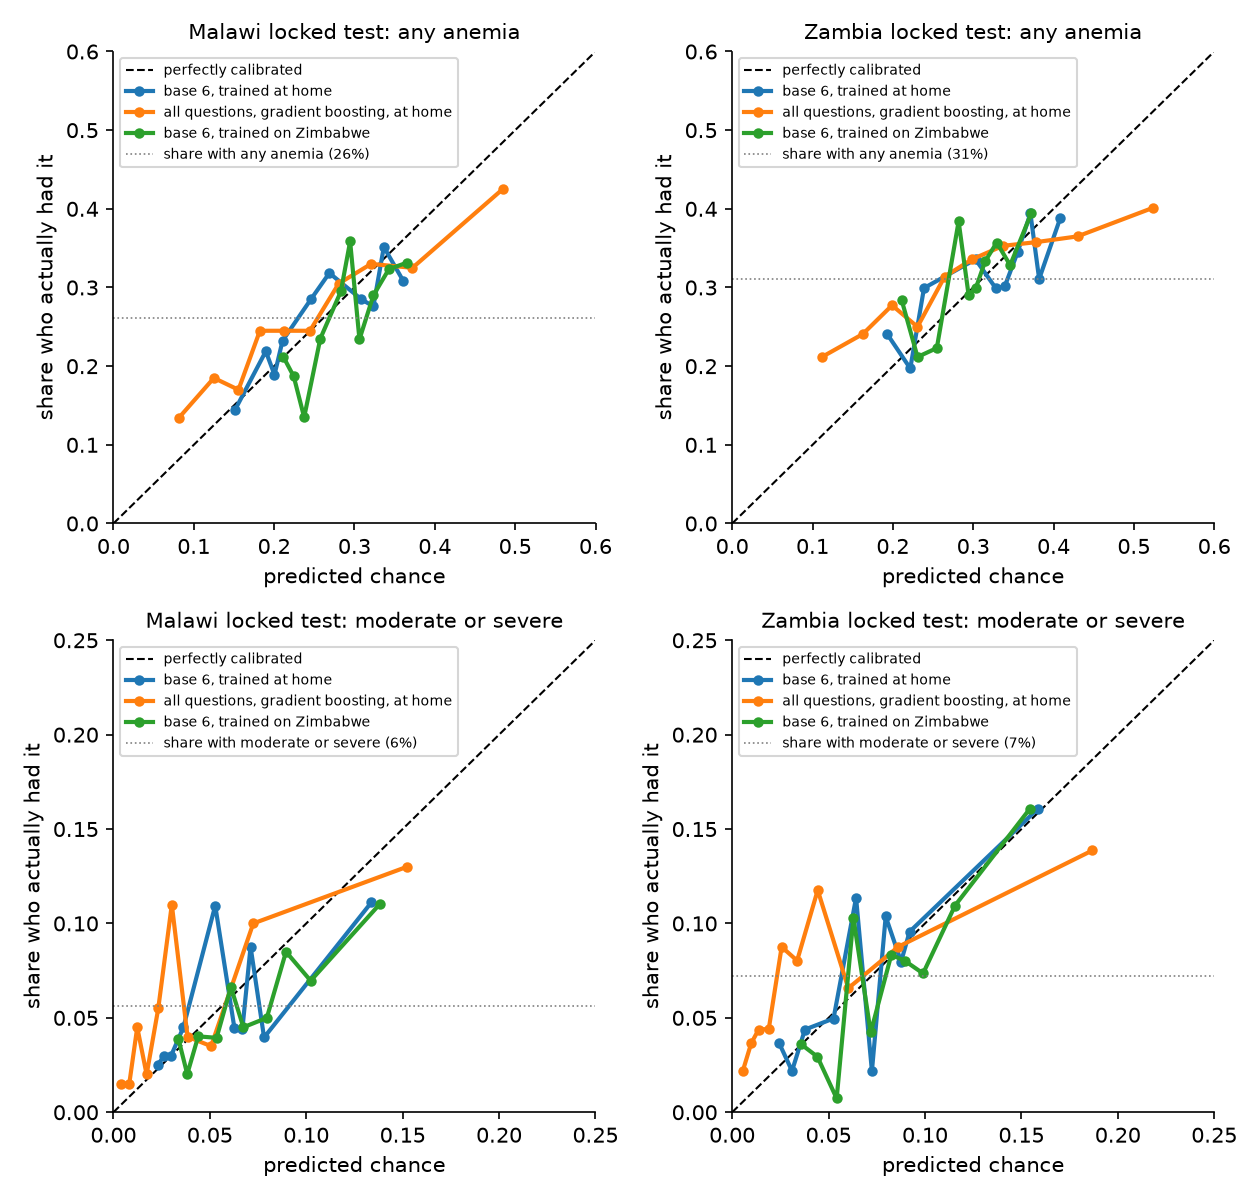 Malawi locked test: any anemia
0.6
0.5
0.4
0.3
0.2
0.1
0.0
share who actually had it
perfectly calibrated
base 6, trained at home
all questions, gradient boosting, at home
base 6, trained on Zimbabwe
share with any anemia (26%)
0.0 0.1 0.2 0.3 0.4 0.5 0.6
predicted chance
Zambia locked test: any anemia
0.6
0.5
0.4
0.3
0.2
0.1
0.0
share who actually had it
perfectly calibrated
base 6, trained at home
all questions, gradient boosting, at home
base 6, trained on Zimbabwe
share with any anemia (31%)
0.0 0.1 0.2 0.3 0.4 0.5 0.6
predicted chance
Malawi locked test: moderate or severe
0.25
0.20
0.15
0.10
0.05
0.00
share who actually had it
perfectly calibrated
base 6, trained at home
all questions, gradient boosting, at home
base 6, trained on Zimbabwe
share with moderate or severe (6%)
0.00 0.05 0.10 0.15 0.20 0.25
predicted chance
Zambia locked test: moderate or severe
0.25
0.20
0.15
0.10
0.05
0.00
share who actually had it
perfectly calibrated
base 6, trained at home
all questions, gradient boosting, at home
base 6, trained on Zimbabwe
share with moderate or severe (7%)
0.00 0.05 0.10 0.15 0.20 0.25
predicted chance